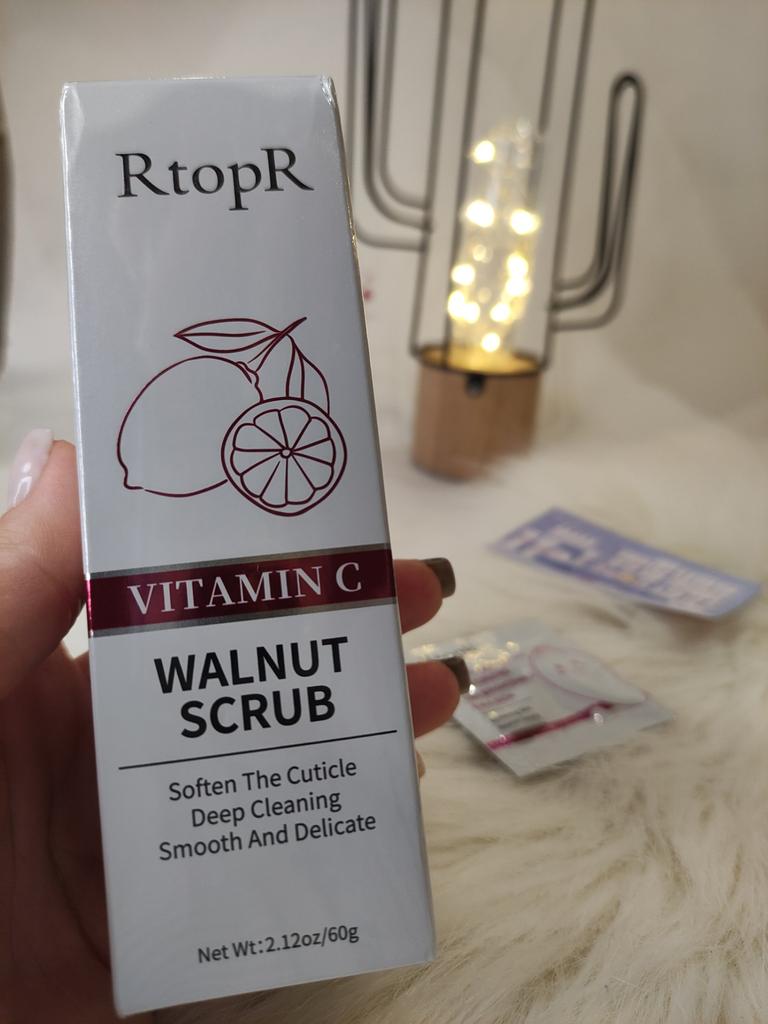 RtopR
VITAMIN C
WALNUT
SCRUB
Soften The Cuticle
Deep Cleaning
Smooth And Delicate
Net Wt:2.12oz/60g